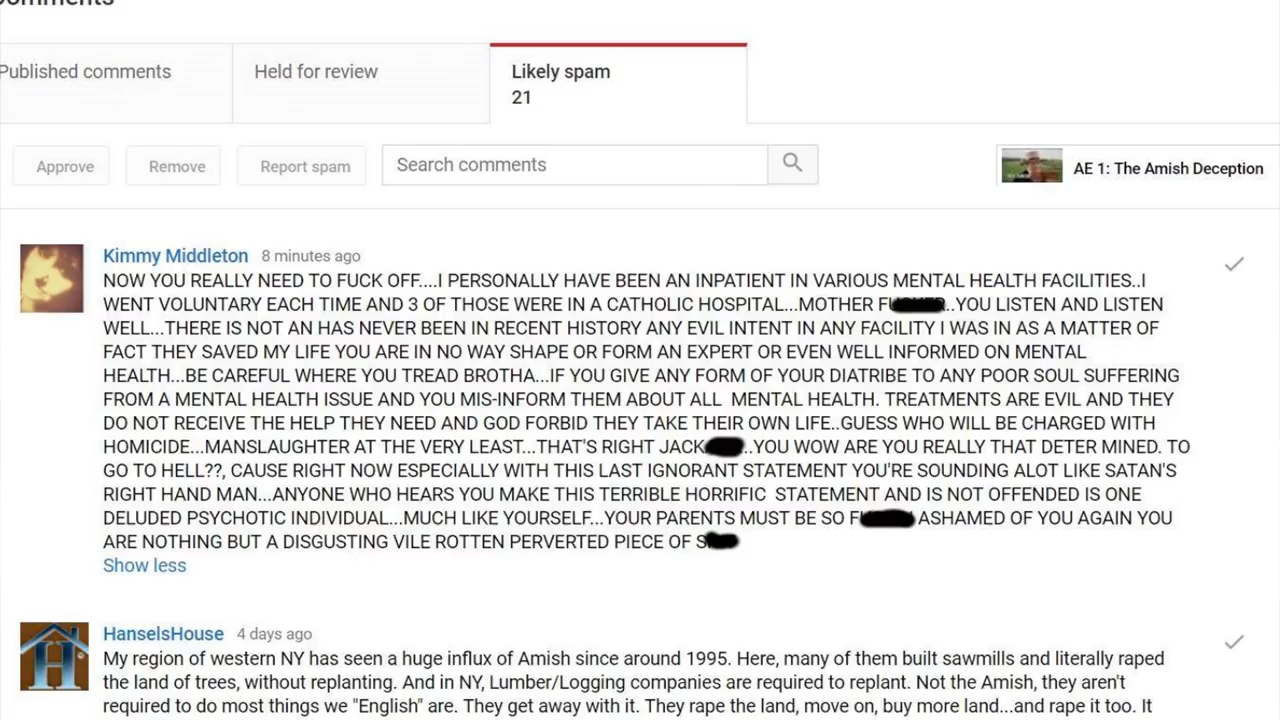 Comments
Published comments
Held for review
Likely spam
21
Approve
Remove
Report spam
Search comments
AE 1: The Amish Deception
Kimmy Middleton 8 minutes ago
NOW YOU REALLY NEED TO FUCK OFF....I PERSONALLY HAVE BEEN AN INPATIENT IN VARIOUS MENTAL HEALTH FACILITIES..I
WENT VOLUNTARY EACH TIME AND 3 OF THOSE WERE IN A CATHOLIC HOSPITAL...MOTHER FU..YOU LISTEN AND LISTEN
WELL...THERE IS NOT AN HAS NEVER BEEN IN RECENT HISTORY ANY EVIL INTENT IN ANY FACILITY I WAS IN AS A MATTER OF
FACT THEY SAVED MY LIFE YOU ARE IN NO WAY SHAPE OR FORM AN EXPERT OR EVEN WELL INFORMED ON MENTAL
HEALTH...BE CAREFUL WHERE YOU TREAD BROTHA...IF YOU GIVE ANY FORM OF YOUR DIATRIBE TO ANY POOR SOUL SUFFERING
FROM A MENTAL HEALTH ISSUE AND YOU MIS-INFORM THEM ABOUT ALL MENTAL HEALTH. TREATMENTS ARE EVIL AND THEY
DO NOT RECEIVE THE HELP THEY NEED AND GOD FORBID THEY TAKE THEIR OWN LIFE..GUESS WHO WILL BE CHARGED WITH
HOMICIDE...MANSLAUGHTER AT THE VERY LEAST...THAT'S RIGHT JACK..YOU WOW ARE YOU REALLY THAT DETER MINED. TO
GO TO HELL??, CAUSE RIGHT NOW ESPECIALLY WITH THIS LAST IGNORANT STATEMENT YOU'RE SOUNDING ALOT LIKE SATAN'S
RIGHT HAND MAN...ANYONE WHO HEARS YOU MAKE THIS TERRIBLE HORRIFIC STATEMENT AND IS NOT OFFENDED IS ONE
DELUDED PSYCHOTIC INDIVIDUAL...MUCH LIKE YOURSELF...YOUR PARENTS MUST BE SO F ASHAMED OF YOU AGAIN YOU
ARE NOTHING BUT A DISGUSTING VILE ROTTEN PERVERTED PIECE OF S
Show less
HanselsHouse 4 days ago
My region of western NY has seen a huge influx of Amish since around 1995. Here, many of them built sawmills and literally raped
the land of trees, without replanting. And in NY, Lumber/Logging companies are required to replant. Not the Amish, they aren't
required to do most things we "English" are. They get away with it. They rape the land, move on, buy more land...and rape it too. It